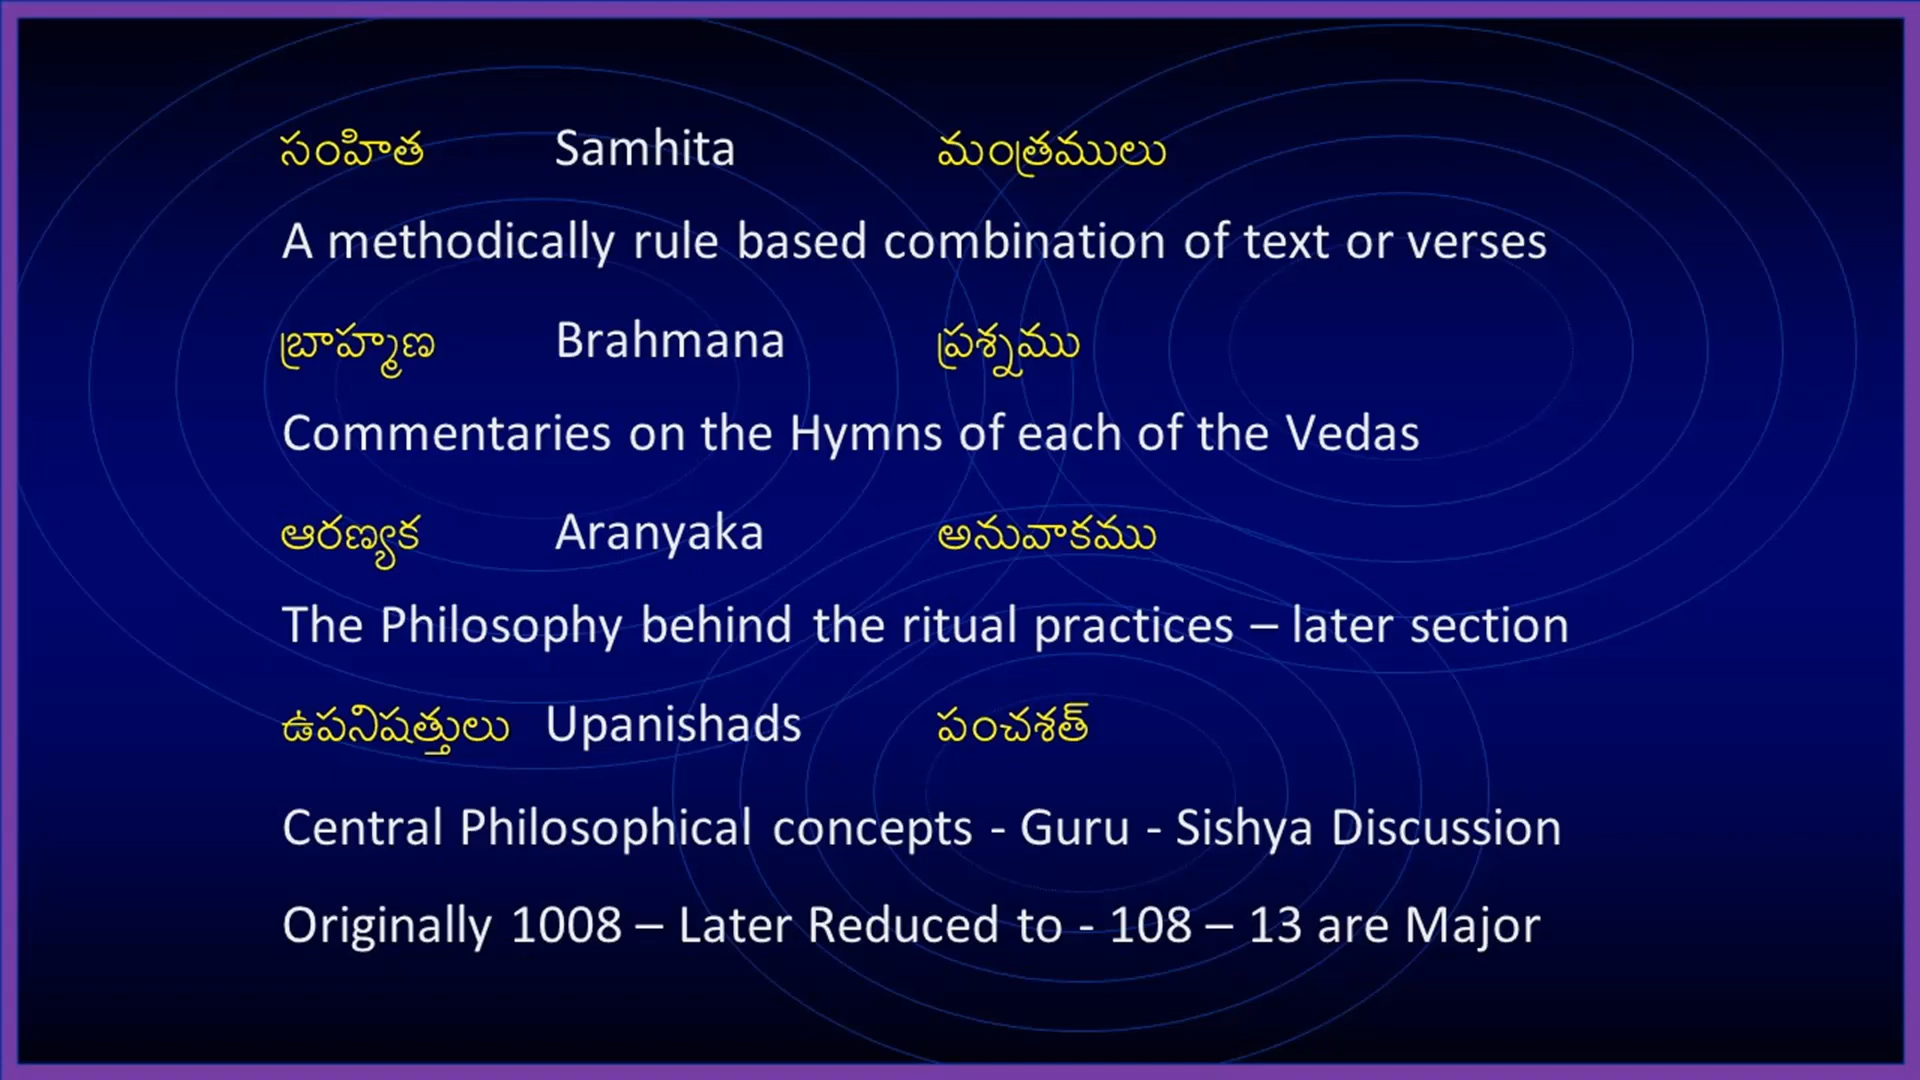 సంహిత Samhita మంత్రములు
A methodically rule based combination of text or verses
బ్రాహ్మణ Brahmana ప్రశ్నము
Commentaries on the Hymns of each of the Vedas
ఆరణ్యక Aranyaka అనువాకము
The Philosophy behind the ritual practices – later section
ఉపనిషత్తులు Upanishads పంచశత్
Central Philosophical concepts - Guru - Sishya Discussion
Originally 1008 – Later Reduced to - 108 – 13 are Major